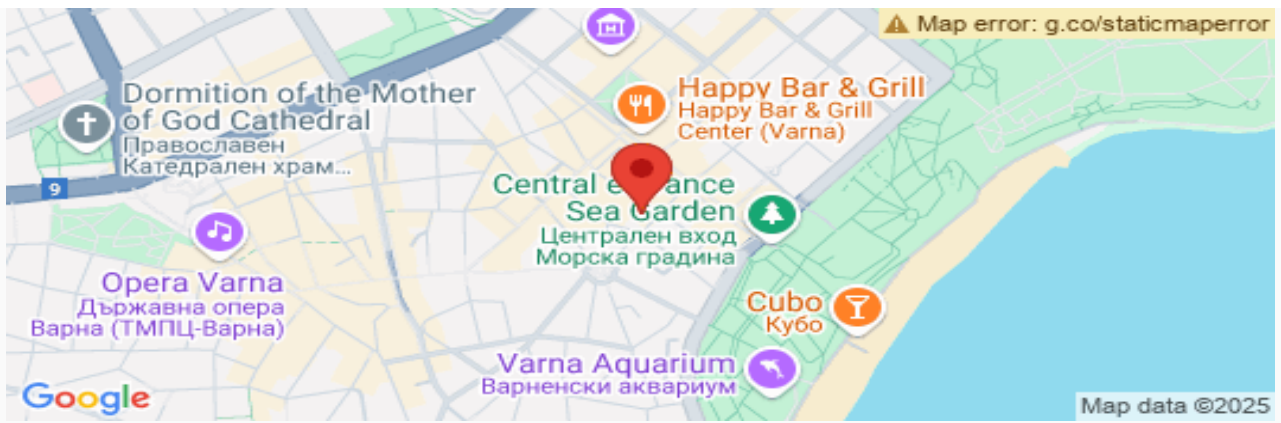 Map error: g.co/staticmaperror
Happy Bar & Grill
Happy Bar & Grill
Center (Varna)
Dormition of the Mother
of God Cathedral
Православен
Катедрален храм...
9
Central entrance
Sea Garden
Централен вход
Морска градина
Opera Varna
Държавна опера
Варна (ТМПЦ-Варна)
Cubo
Кубо
Varna Aquarium
Варненски аквариум
Google
Map data ©2025